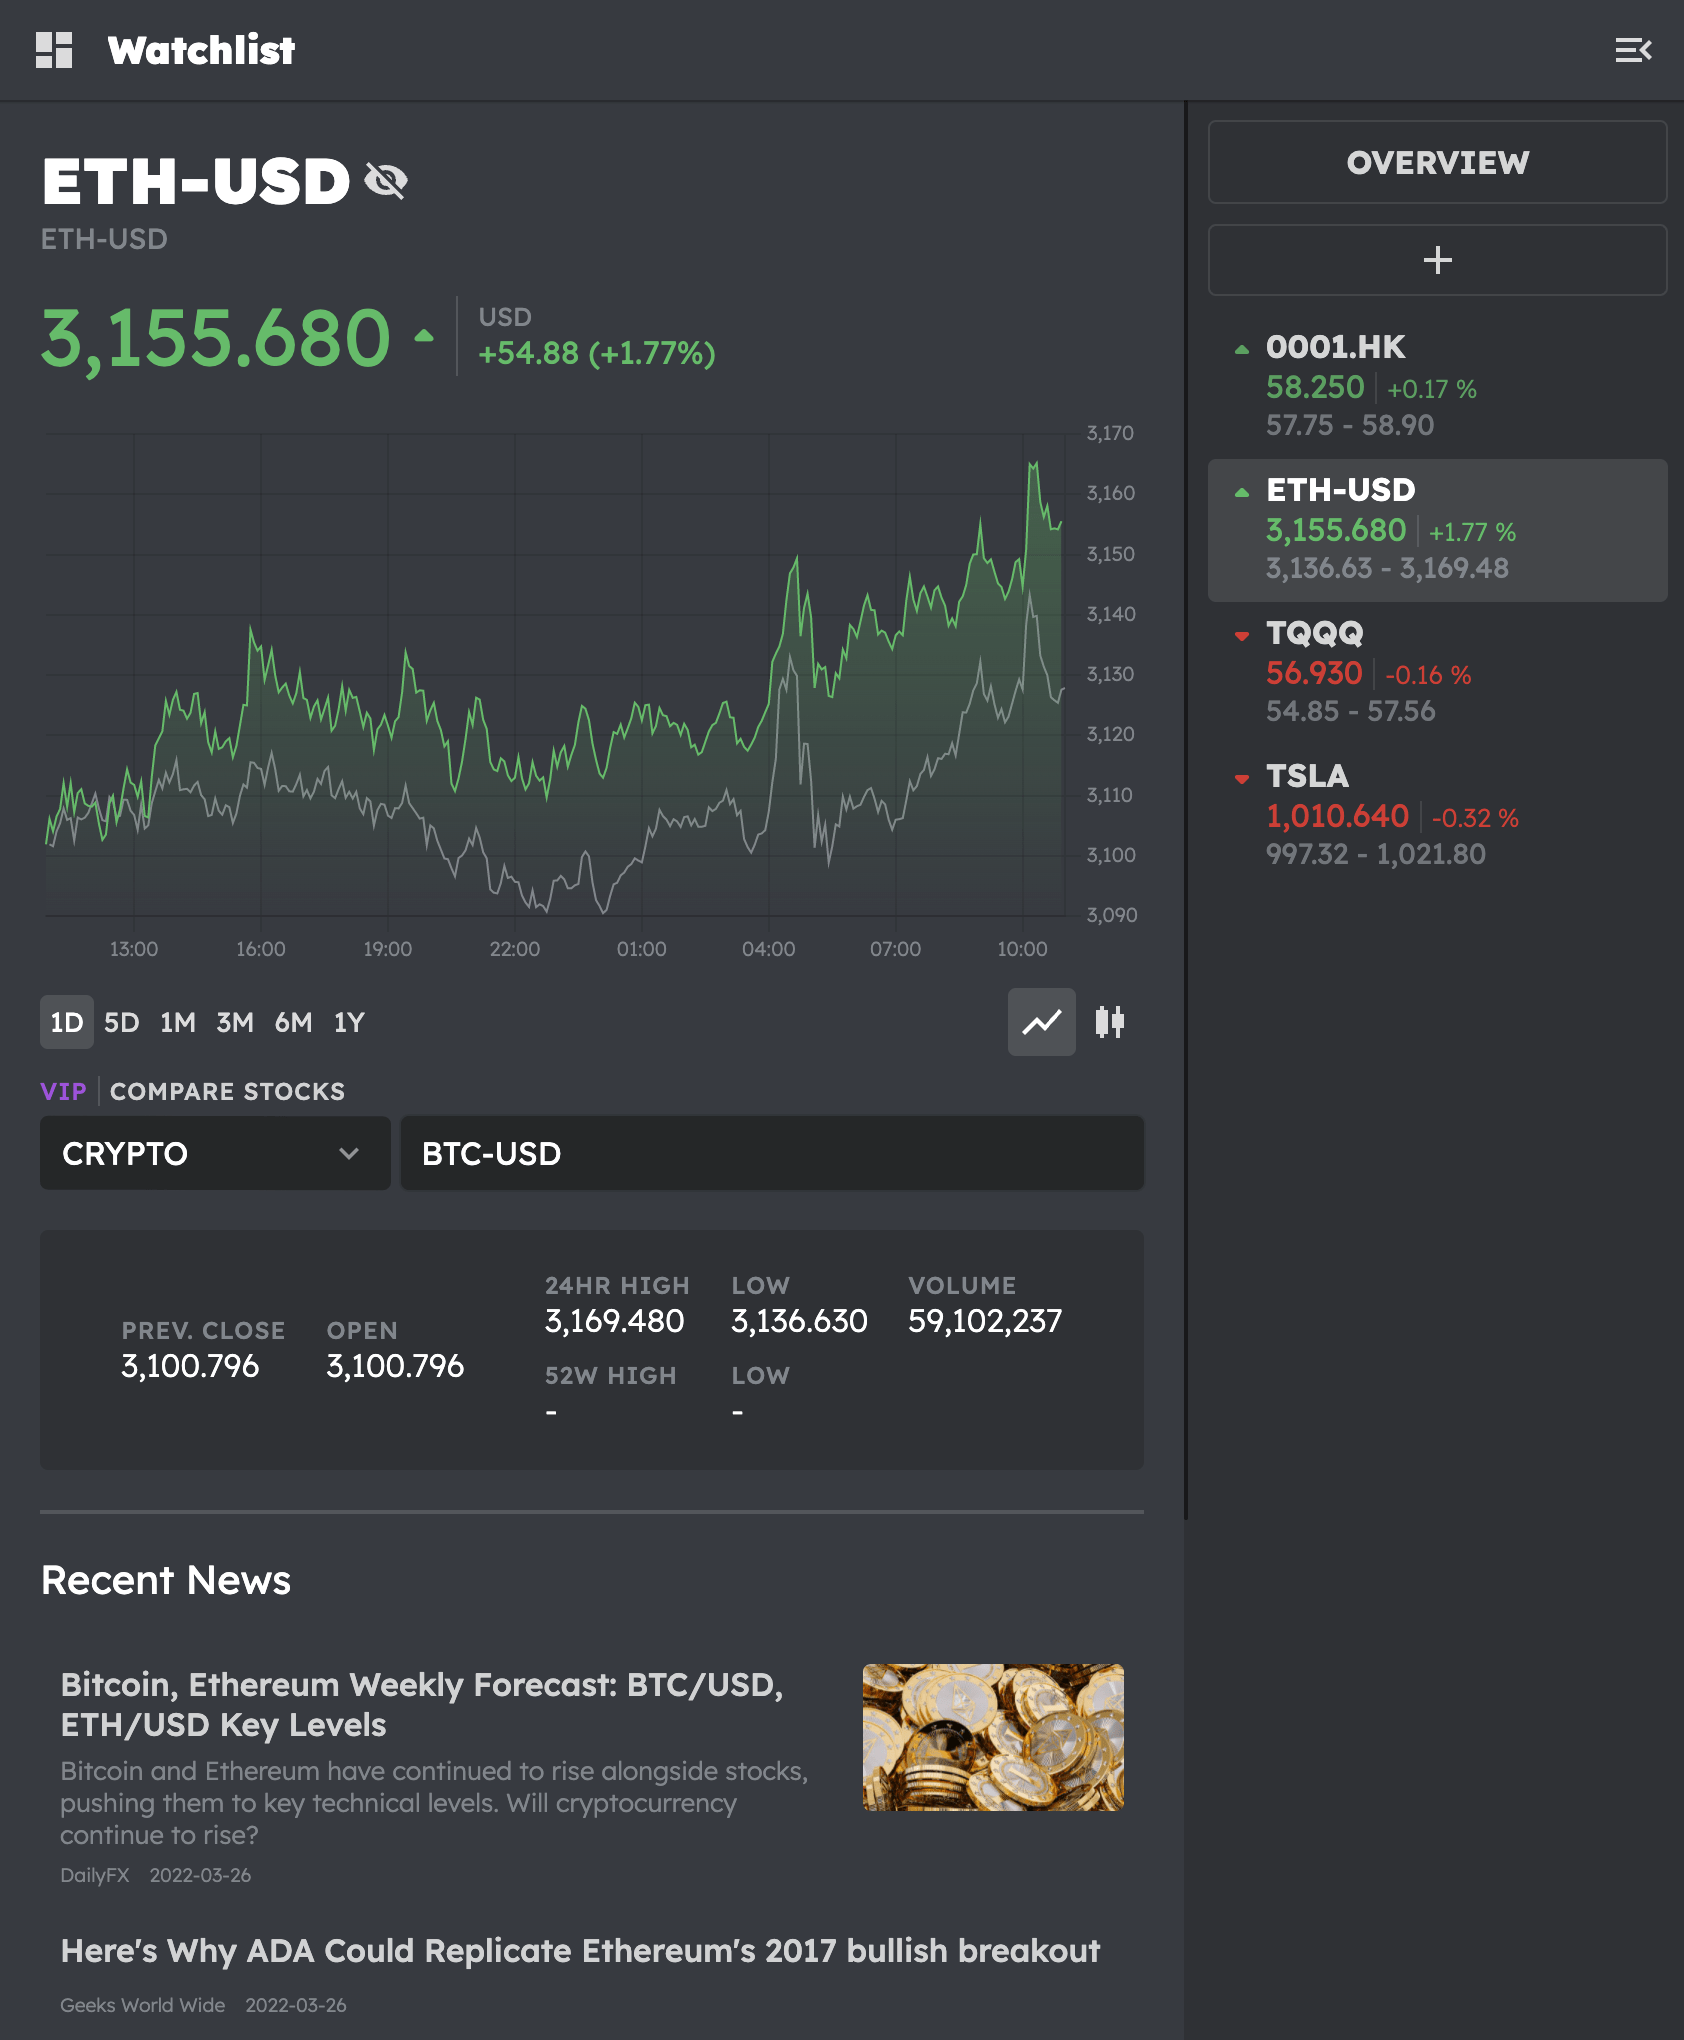 Watchlist
ETH-USD
ETH-USD
3,155.680
USD
+54.88 (+1.77%)
3,170
3,160
3,150
3,140
3,130
3,120
3,110
3,100
3,090
13:00 16:00 19:00 22:00 01:00 04:00 07:00 10:00
1D 5D 1M 3M 6M 1Y
VIP COMPARE STOCKS
CRYPTO BTC-USD
PREV. CLOSE OPEN
3,100.796 3,100.796
24HR HIGH LOW VOLUME
3,169.480 3,136.630 59,102,237
52W HIGH LOW
- -
Recent News
Bitcoin, Ethereum Weekly Forecast: BTC/USD,
ETH/USD Key Levels
Bitcoin and Ethereum have continued to rise alongside stocks,
pushing them to key technical levels. Will cryptocurrency
continue to rise?
DailyFX 2022-03-26
Here's Why ADA Could Replicate Ethereum's 2017 bullish breakout
Geeks World Wide 2022-03-26
OVERVIEW
+
0001.HK
58.250 +0.17 %
57.75 - 58.90
ETH-USD
3,155.680 +1.77 %
3,136.63 - 3,169.48
TQQQ
56.930 -0.16 %
54.85 - 57.56
TSLA
1,010.640 -0.32 %
997.32 - 1,021.80